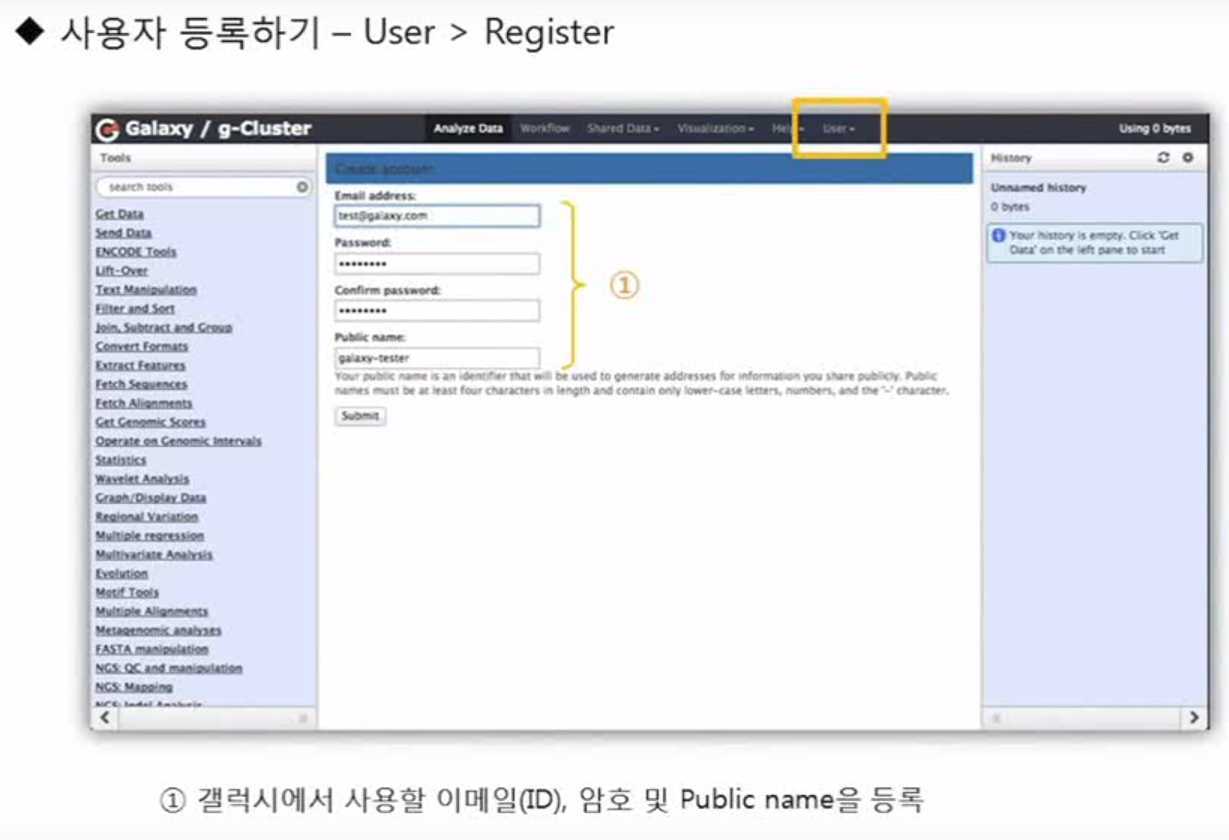 ◆ 사용자 등록하기 – User > Register
Galaxy / g-Cluster
Analyze Data Workflow Shared Data Visualization Help User
Using 0 bytes
Tools
search tools
Get Data
Send Data
ENCODE Tools
Lift-Over
Text Manipulation
Filter and Sort
Join, Subtract and Group
Convert Formats
Extract Features
Fetch Sequences
Fetch Alignments
Get Genomic Scores
Operate on Genomic Intervals
Statistics
Wavelet Analysis
Graph/Display Data
Regional Variation
Multiple regression
Multivariate Analysis
Evolution
Motif Tools
Multiple Alignments
Metagenomic analyses
FASTA manipulation
NGS: QC and manipulation
NGS: Mapping
NGS: Indel Analysis
Create account
Email address:
test@galaxy.com
Password:
••••••••
Confirm password:
••••••••
Public name:
galaxy-tester
Your public name is an identifier that will be used to generate addresses for information you share publicly. Public
names must be at least four characters in length and contain only lower-case letters, numbers, and the '-' character.
Submit
①
History
Unnamed history
0 bytes
Your history is empty. Click 'Get
Data' on the left pane to start
① 갤럭시에서 사용할 이메일(ID), 암호 및 Public name을 등록